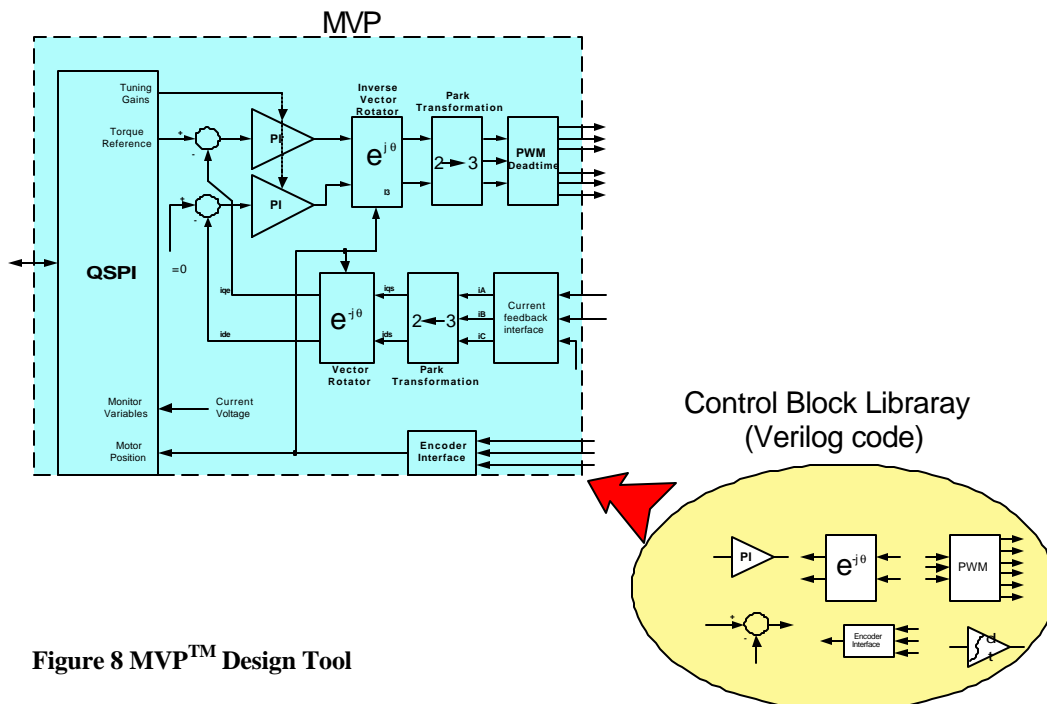 MVP
Tuning
Gains
Torque
Reference
+
-
PI
Inverse
Vector
Rotator
e^jθ
I3
Park
Transformation
2 3
PWM
Deadtime
+
-
PI
=0
QSPI
iqe
ide
e^-jθ
Vector
Rotator
iqs
ids
2 3
Park
Transformation
iA
iB
iC
Current
feedback
interface
Monitor
Variables
Current
Voltage
Motor
Position
Encoder
Interface
Control Block Libraray
(Verilog code)
PI
e^-jθ
PWM
+
-
Encoder
Interface
∫ d
t
Figure 8 MVP™ Design Tool